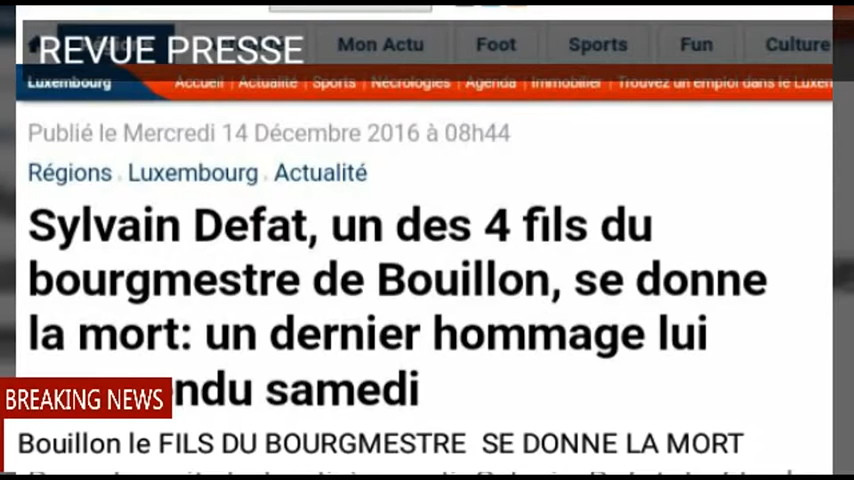 REVUE PRESSE
Mon Actu Foot Sports Fun Culture
Luxembourg Accueil Actualité Sports Nécrologies Agenda Immobilier Trouvez un emploi dans le Luxem
Publié le Mercredi 14 Décembre 2016 à 08h44
Régions . Luxembourg . Actualité
Sylvain Defat, un des 4 fils du
bourgmestre de Bouillon, se donne
la mort: un dernier hommage lui
ndu samedi
BREAKING NEWS
Bouillon le FILS DU BOURGMESTRE SE DONNE LA MORT